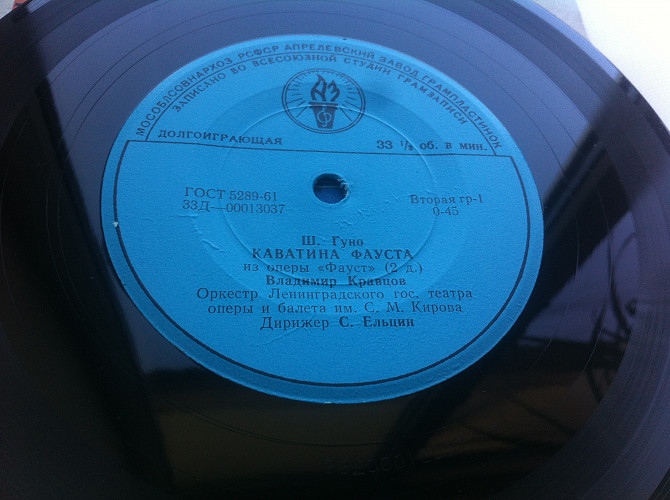 МОСОБЛСОВНАРХОЗ РСФСР АПРЕЛЕВСКИЙ ЗАВОД ГРАМПЛАСТИНОК
ЗАПИСАНО ВО ВСЕСОЮЗНОЙ СТУДИИ ГРАМЗАПИСИ
АЗ
ДОЛГОИГРАЮЩАЯ
33 1/3 об. в мин.
ГОСТ 5289-61
33Д—00013037
Вторая гр-1
0-45
Ш. Гуно
КАВАТИНА ФАУСТА
из оперы «Фауст» (2 д.)
Владимир Кравцов
Оркестр Ленинградского гос. театра
оперы и балета им. С. М. Кирова
Дирижер С. Ельцин